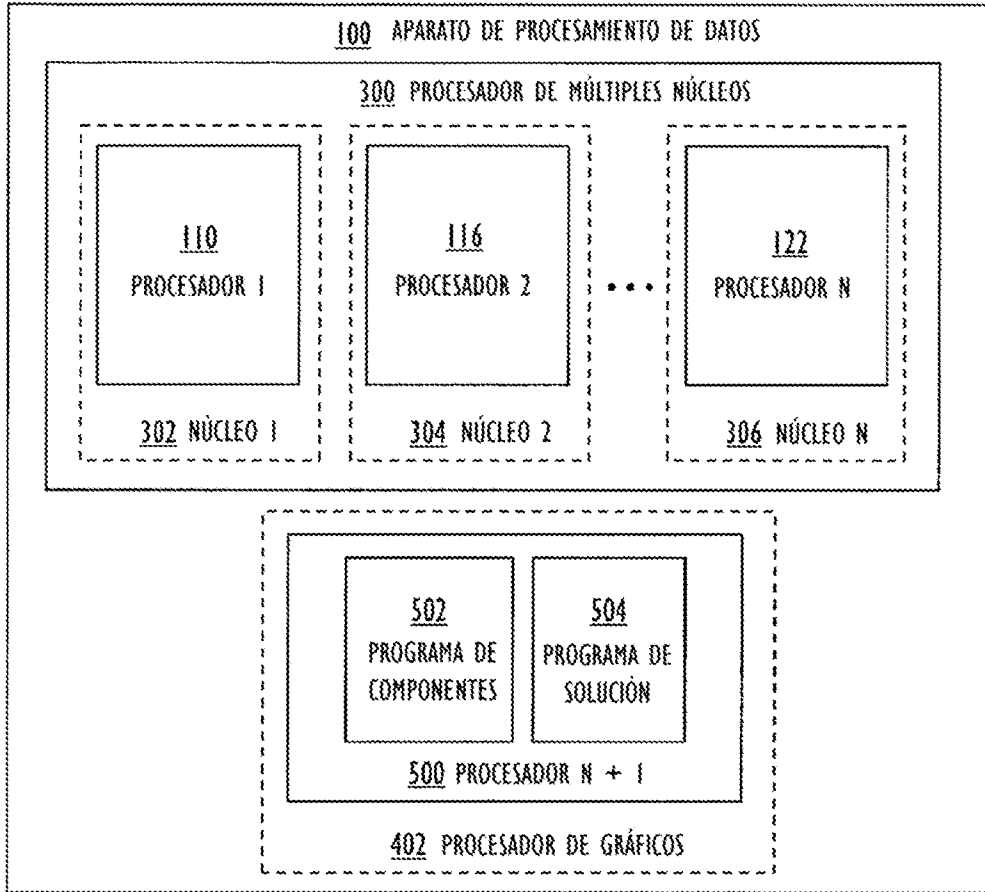 100 APARATO DE PROCESAMIENTO DE DATOS
300 PROCESADOR DE MÚLTIPLES NÚCLEOS
110
PROCESADOR 1
302 NÚCLEO 1
116
PROCESADOR 2
304 NÚCLEO 2
122
PROCESADOR N
306 NÚCLEO N
502
PROGRAMA DE
COMPONENTES
504
PROGRAMA DE
SOLUCIÓN
500 PROCESADOR N + 1
402 PROCESADOR DE GRÁFICOS